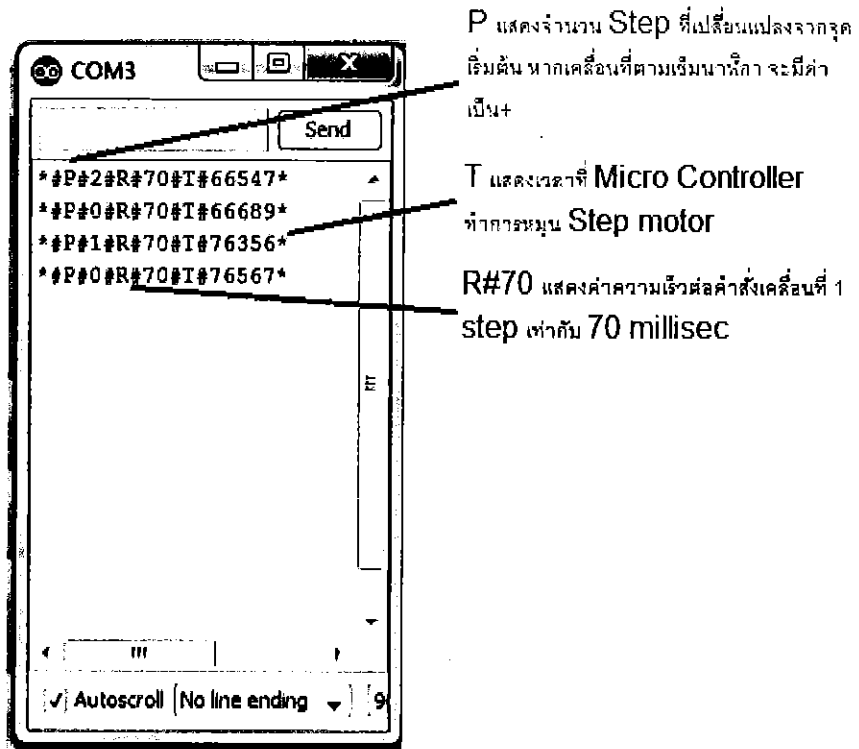 COM3
Send
*#P#2#R#70#T#66547*
*#P#0#R#70#T#66689*
*#P#1#R#70#T#76356*
*#P#0#R#70#T#76567*
Autoscroll
No line ending
9
P แสดงจำนวน Step ที่เปลี่ยนแปลงจากจุด
เริ่มต้น หากเคลื่อนที่ตามเข็มนาฬิกา จะมีค่า
เป็น+
T แสดงเวลาที่ Micro Controller
ทำการหมุน Step motor
R#70 แสดงค่าความเร็วต่อคำสั่งเคลื่อนที่ 1
step เท่ากับ 70 millisec